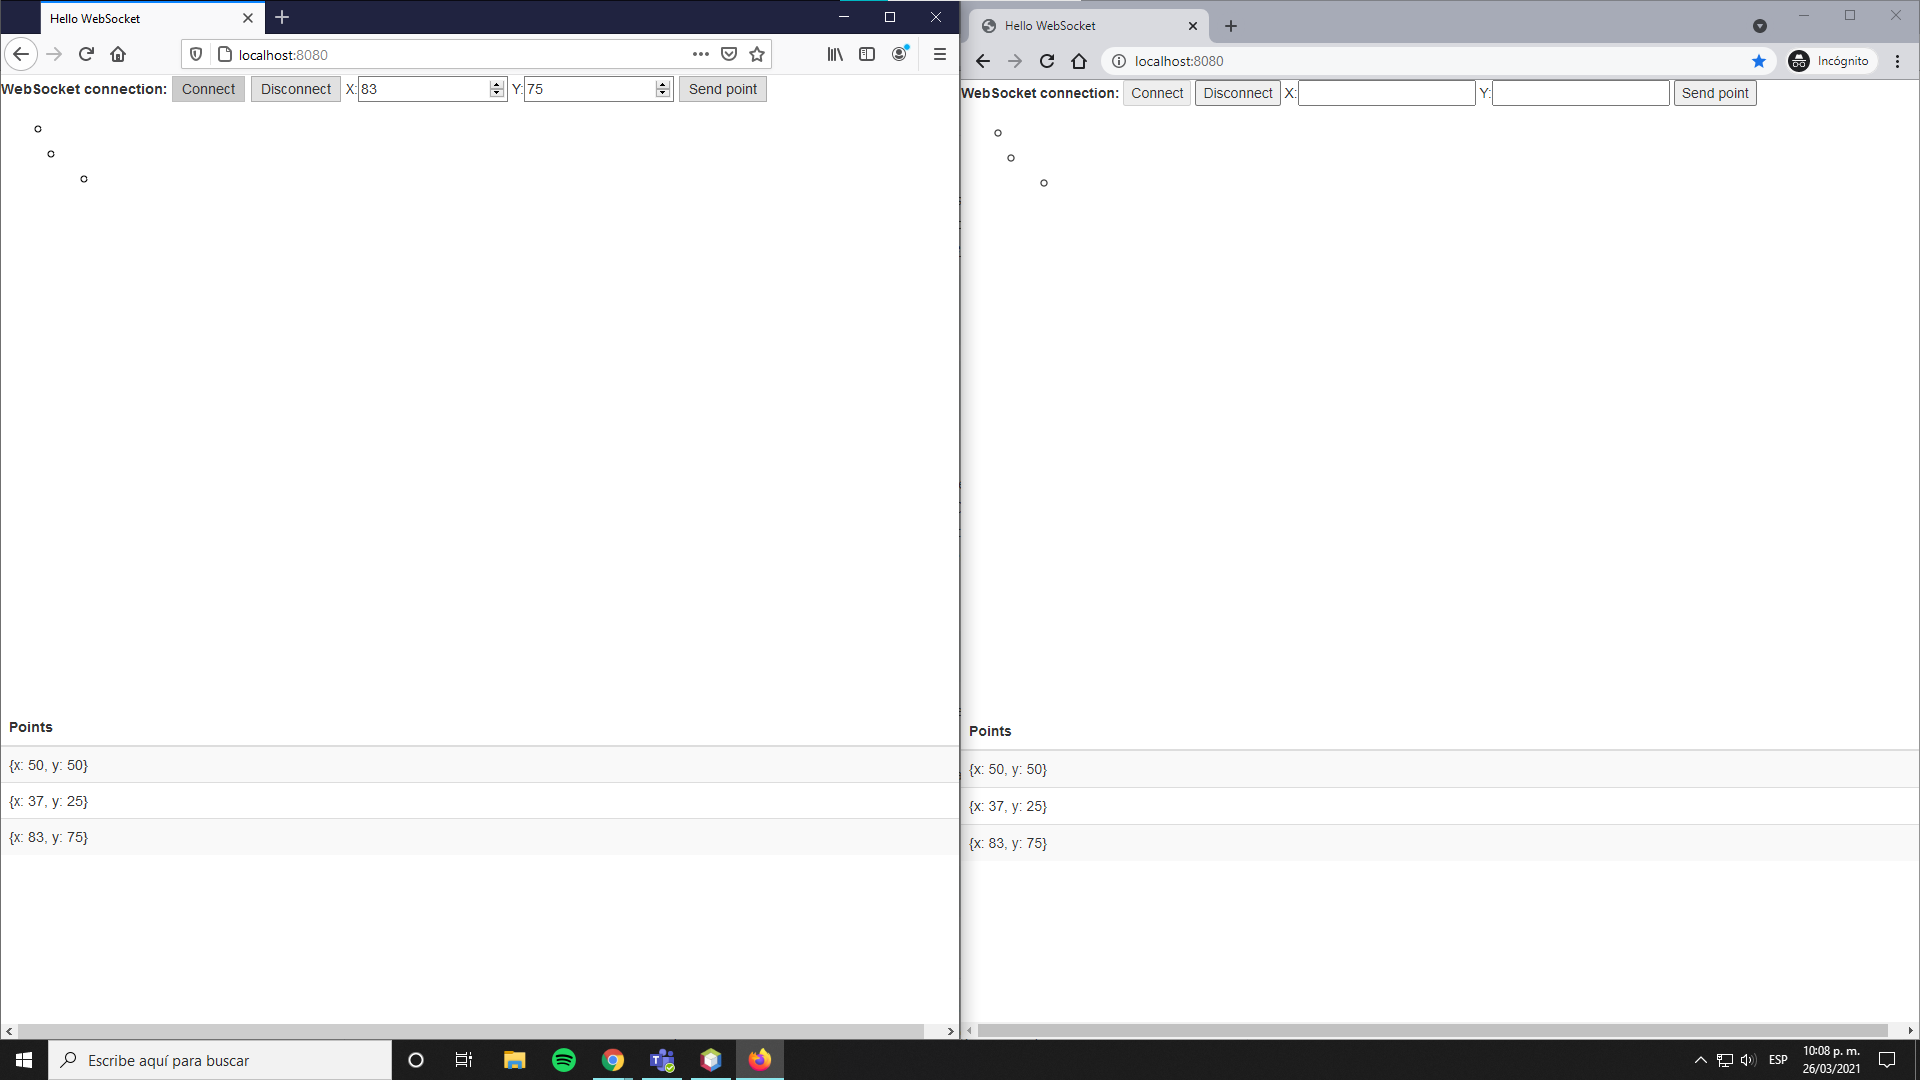 Hello WebSocket
localhost:8080
WebSocket connection: Connect Disconnect X: 83 Y: 75 Send point
Points
{x: 50, y: 50}
{x: 37, y: 25}
{x: 83, y: 75}
Hello WebSocket
localhost:8080
Incógnito
WebSocket connection: Connect Disconnect X: Y: Send point
Points
{x: 50, y: 50}
{x: 37, y: 25}
{x: 83, y: 75}
Escribe aquí para buscar
ESP
10:08 p. m.
26/03/2021